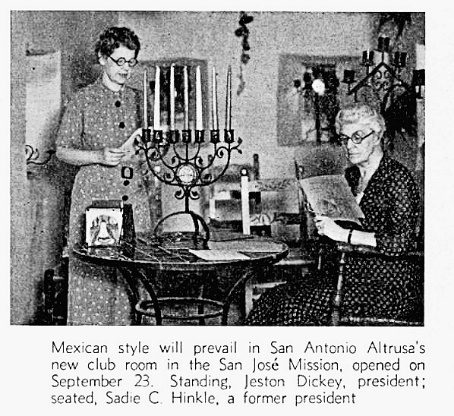 Mexican style will prevail in San Antonio Altrusa's
new club room in the San José Mission, opened on
September 23. Standing, Jeston Dickey, president;
seated, Sadie C. Hinkle, a former president